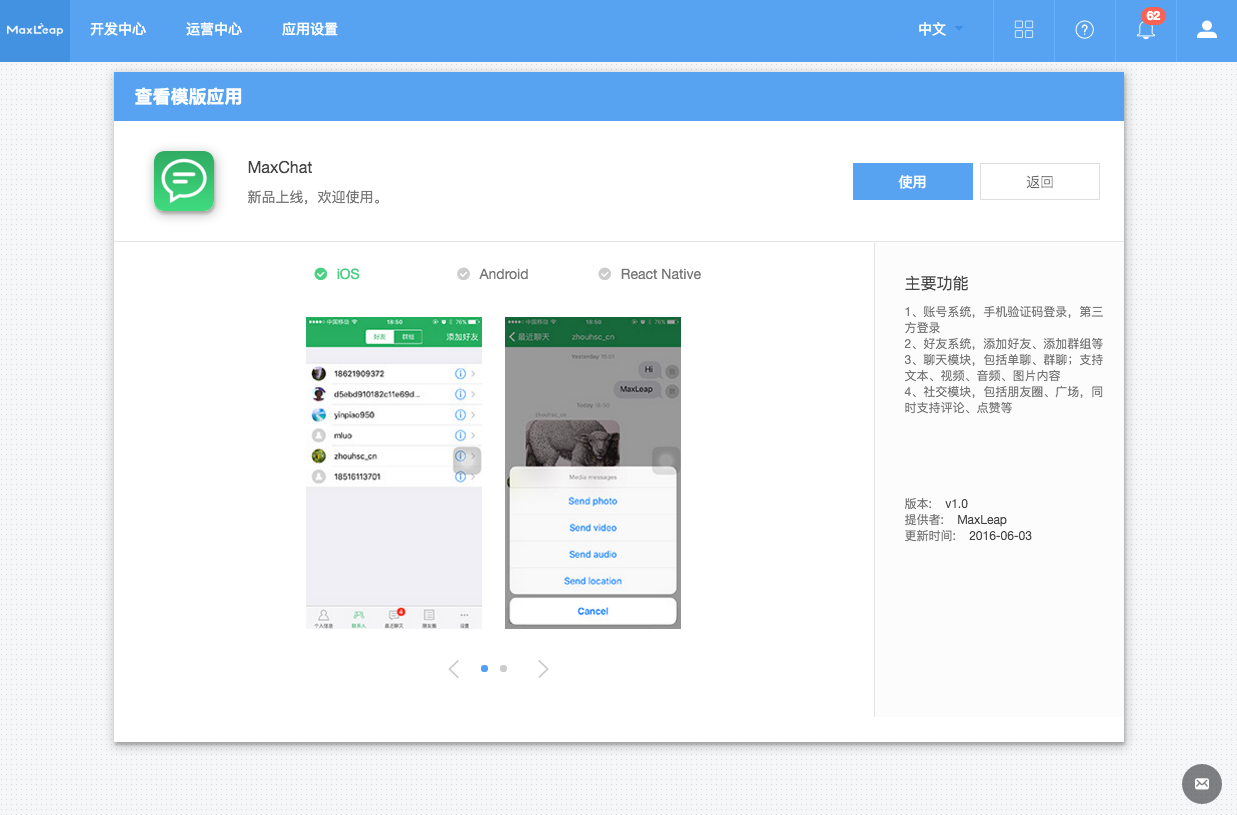 MaxLeap
开发中心
运营中心
应用设置
中文
62
查看模版应用
MaxChat
新品上线，欢迎使用。
使用
返回
iOS
Android
React Native
中国移动
18:50
76%
好友
群组
添加好友
18621909372
d5ebd910182c11e69d...
yinpiao950
mluo
zhouhsc_cn
18516113701
4
个人信息
联系人
最近聊天
朋友圈
设置
中国移动
18:50
76%
最近聊天
zhouhsc_cn
Yesterday 15:51
Hi
MaxLeap
Today 18:50
zhouhsc_cn
Media messages
Send photo
Send video
Send audio
Send location
Cancel
主要功能
1、账号系统，手机验证码登录，第三
方登录
2、好友系统，添加好友、添加群组等
3、聊天模块，包括单聊、群聊；支持
文本、视频、音频、图片内容
4、社交模块，包括朋友圈、广场，同
时支持评论、点赞等
版本: v1.0
提供者: MaxLeap
更新时间: 2016-06-03